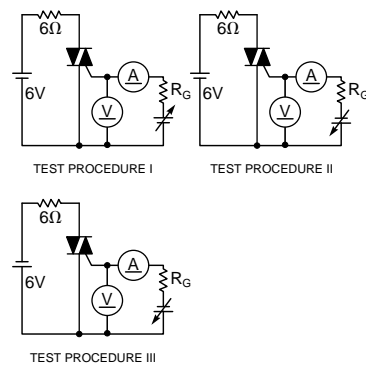 6Ω
6V
A
V
RG
TEST PROCEDURE I
6Ω
6V
A
V
RG
TEST PROCEDURE II
6Ω
6V
A
V
RG
TEST PROCEDURE III